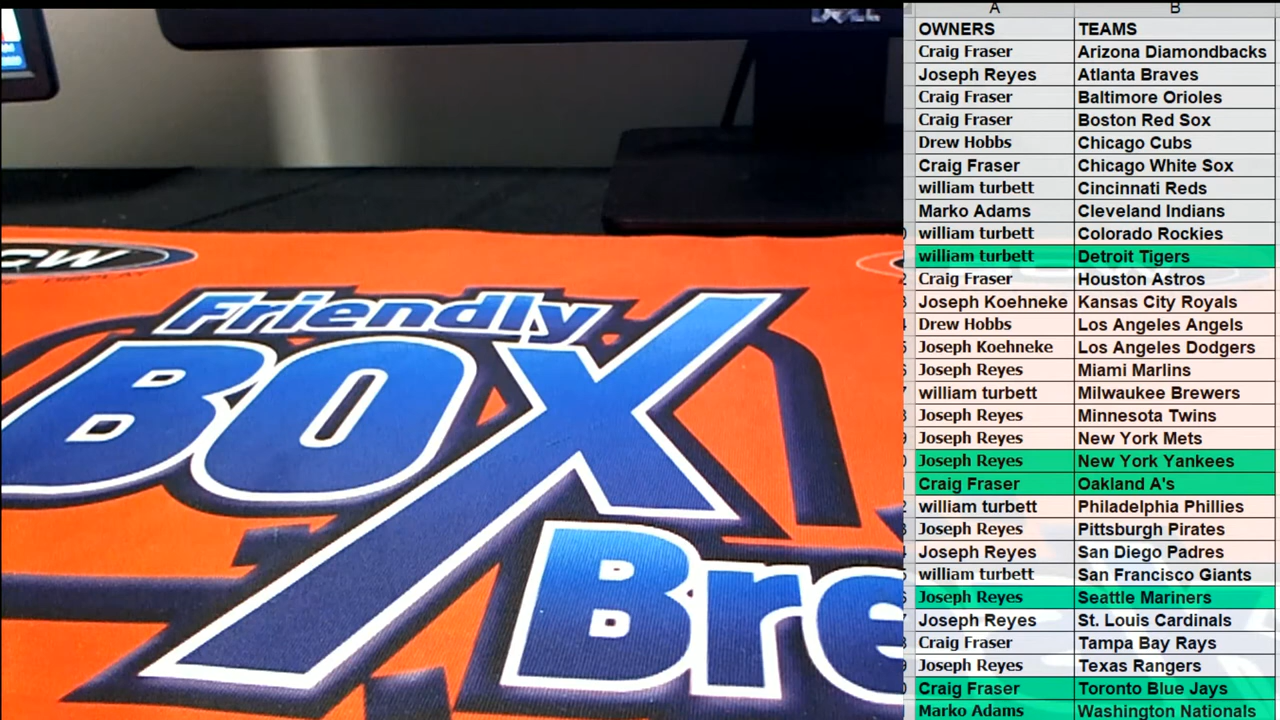 DELL
CW
DISPLAY
Friendly
BOX
Bre
A B
OWNERS TEAMS
Craig Fraser Arizona Diamondbacks
Joseph Reyes Atlanta Braves
Craig Fraser Baltimore Orioles
Craig Fraser Boston Red Sox
Drew Hobbs Chicago Cubs
Craig Fraser Chicago White Sox
william turbett Cincinnati Reds
Marko Adams Cleveland Indians
william turbett Colorado Rockies
william turbett Detroit Tigers
Craig Fraser Houston Astros
Joseph Koehneke Kansas City Royals
Drew Hobbs Los Angeles Angels
Joseph Koehneke Los Angeles Dodgers
Joseph Reyes Miami Marlins
william turbett Milwaukee Brewers
Joseph Reyes Minnesota Twins
Joseph Reyes New York Mets
Joseph Reyes New York Yankees
Craig Fraser Oakland A's
william turbett Philadelphia Phillies
Joseph Reyes Pittsburgh Pirates
Joseph Reyes San Diego Padres
william turbett San Francisco Giants
Joseph Reyes Seattle Mariners
Joseph Reyes St. Louis Cardinals
Craig Fraser Tampa Bay Rays
Joseph Reyes Texas Rangers
Craig Fraser Toronto Blue Jays
Marko Adams Washington Nationals